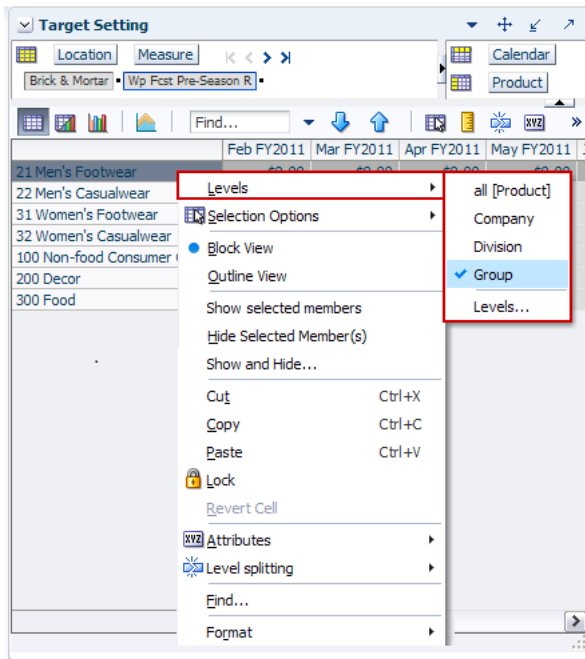 Target Setting
Location Measure Calendar
Brick & Mortar Wp Fcst Pre-Season R Product
Find... XYZ »
Feb FY2011 Mar FY2011 Apr FY2011 May FY2011
21 Men's Footwear
22 Men's Casualwear
31 Women's Footwear
32 Women's Casualwear
100 Non-food Consumer
200 Decor
300 Food
Levels
Selection Options
Block View
Outline View
Show selected members
Hide Selected Member(s)
Show and Hide...
Cut Ctrl+X
Copy Ctrl+C
Paste Ctrl+V
Lock
Revert Cell
XYZ Attributes
Level splitting
Find...
Format
all [Product]
Company
Division
Group
Levels...